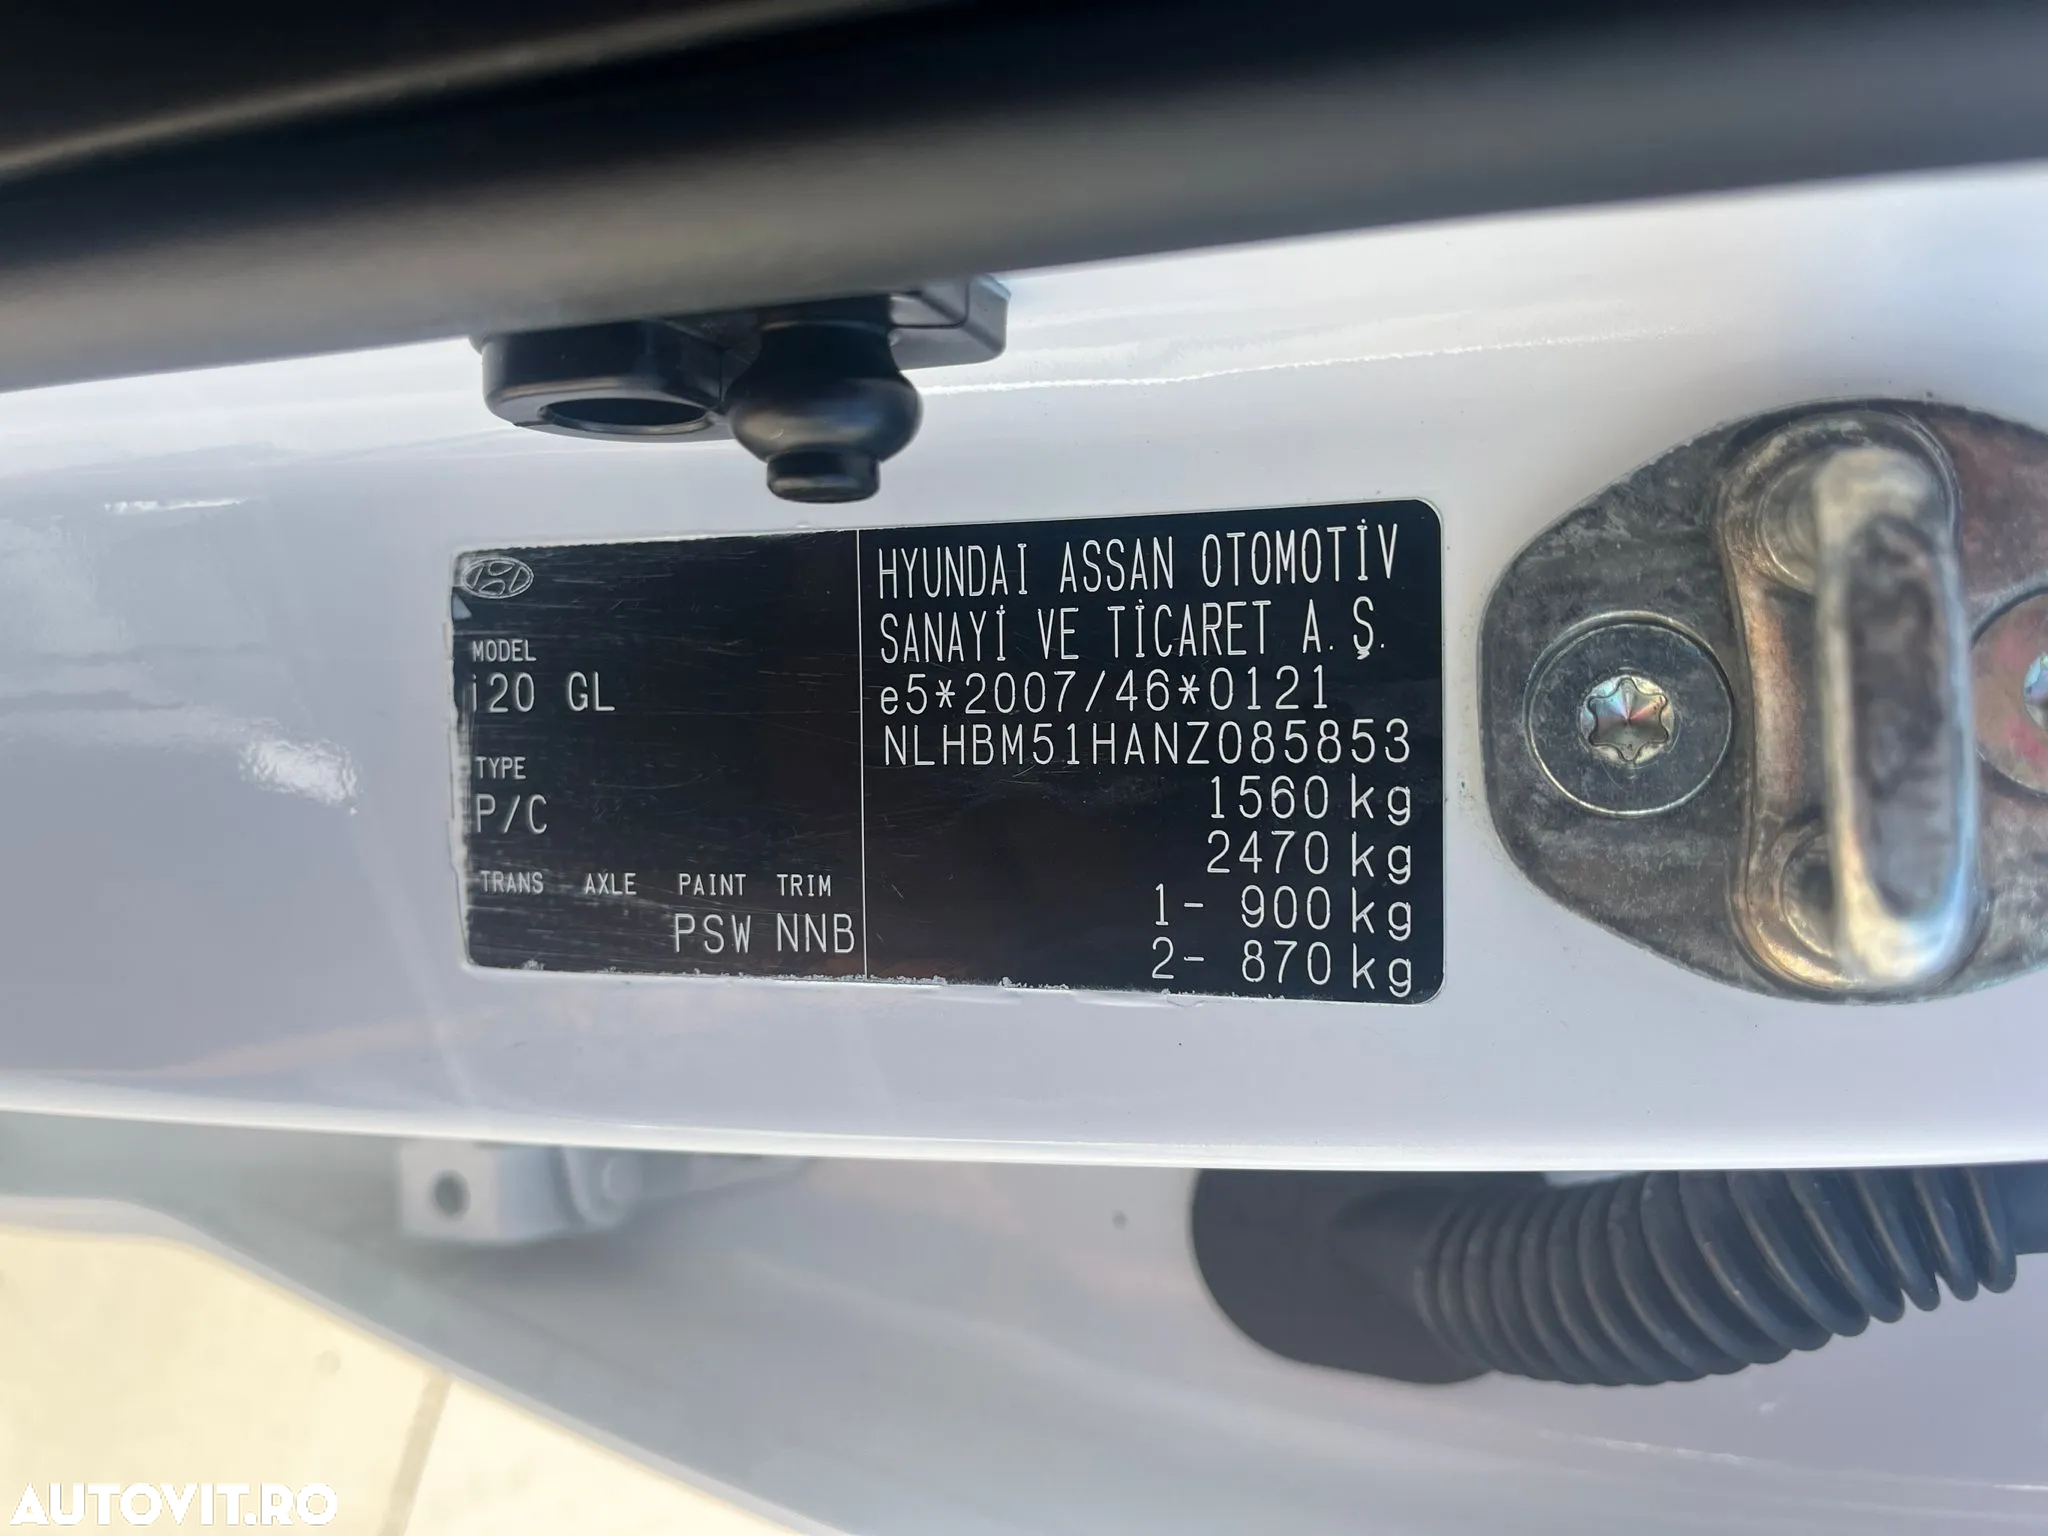 MODEL
i20 GL
TYPE
P/C
TRANS AXLE PAINT TRIM
PSW NNB
HYUNDAI ASSAN OTOMOTİV
SANAYİ VE TİCARET A.Ş.
e5*2007/46*0121
NLHBM51HANZ085853
1560 kg
2470 kg
1- 900 kg
2- 870 kg
AUTOVIT.RO